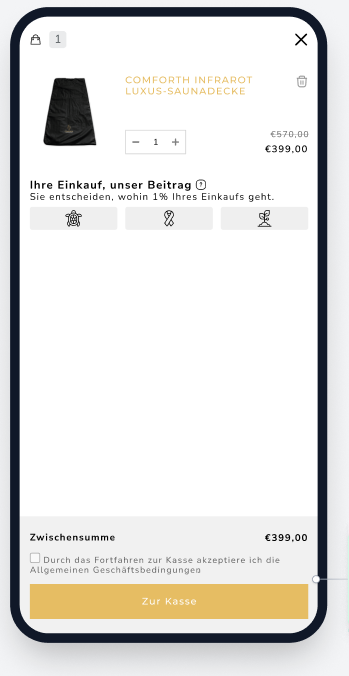 1
COMFORTH INFRAROT
LUXUS-SAUNADECKE
€570,00
− 1 +
€399,00
Ihre Einkauf, unser Beitrag ?
Sie entscheiden, wohin 1% Ihres Einkaufs geht.
Zwischensumme €399,00
Durch das Fortfahren zur Kasse akzeptiere ich die
Allgemeinen Geschäftsbedingungen
Zur Kasse